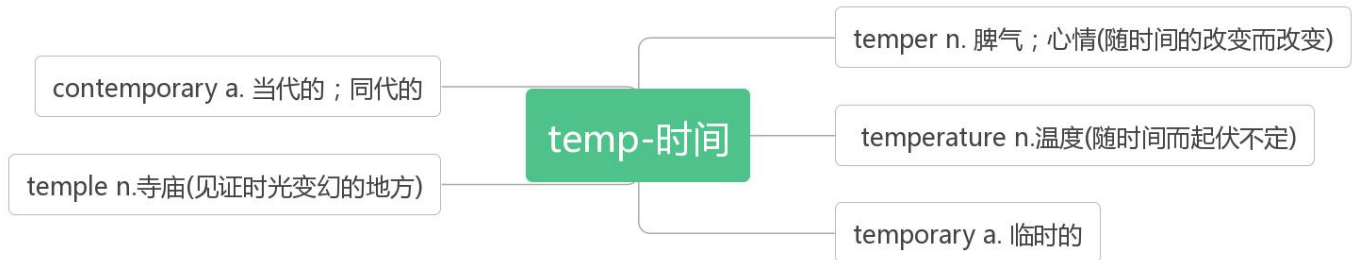 temp-时间
temper n. 脾气；心情(随时间的改变而改变)
temperature n.温度(随时间而起伏不定)
temporary a. 临时的
contemporary a. 当代的；同代的
temple n.寺庙(见证时光变幻的地方)